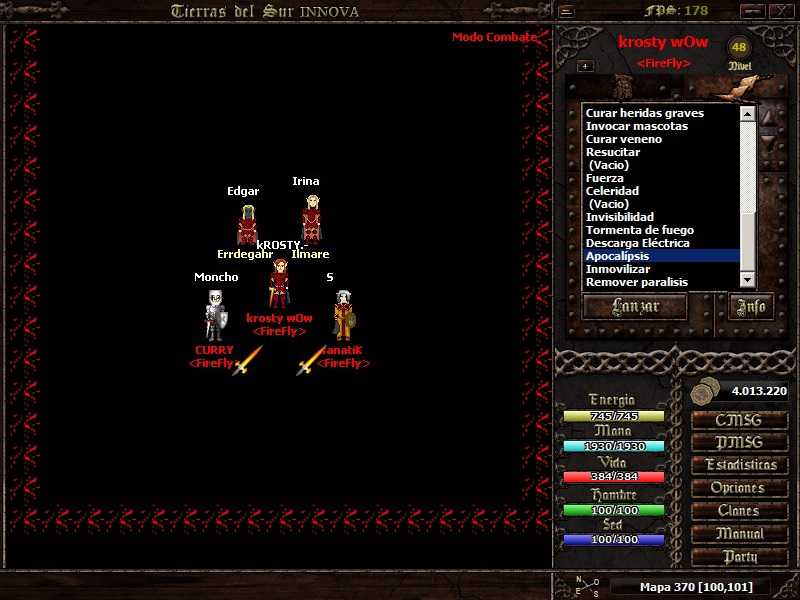 Tierras del Sur INNOVA
FPS: 178
Modo Combate
krosty wOw
<FireFly>
48
Nivel
+
Curar heridas graves
Invocar mascotas
Curar veneno
Resucitar
(Vacio)
Fuerza
Celeridad
(Vacio)
Invisibilidad
Tormenta de fuego
Descarga Eléctrica
Apocalípsis
Inmovilizar
Remover paralisis
Lanzar
Info
Irina
Edgar
kROSTY.-
Errdegahr
Ilmare
Moncho
S
krosty wOw
<FireFly>
CURRY
<FireFly>
fanatiK
<FireFly>
Energia
745/745
Mana
1930/1930
Vida
384/384
Hambre
100/100
Sed
100/100
4.013.220
CMSG
PMSG
Estadisticas
Opciones
Clanes
Manual
Party
N
O
E
S
Mapa 370 [100,101]